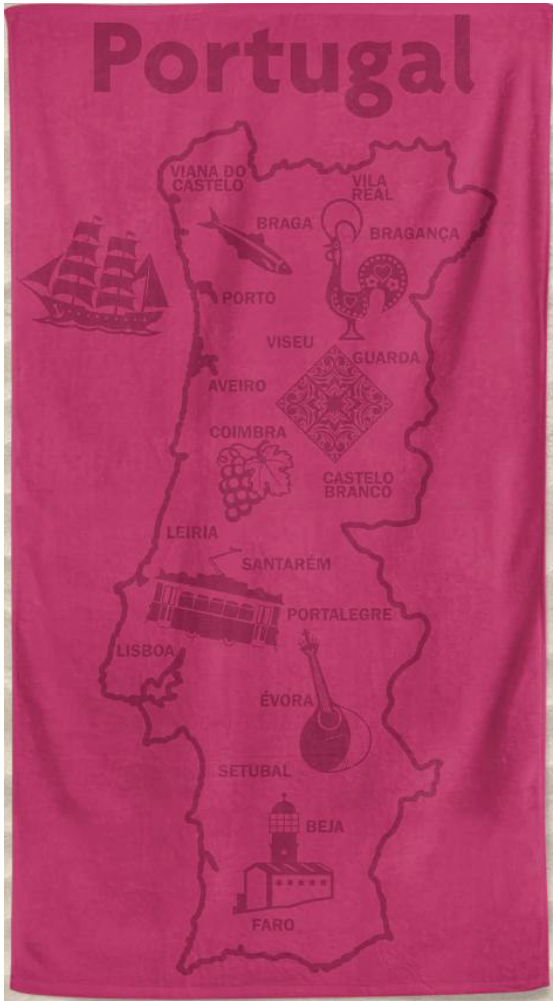 Portugal
VIANA DO
CASTELO
VILA
REAL
BRAGA
BRAGANÇA
PORTO
VISEU
GUARDA
AVEIRO
COIMBRA
CASTELO
BRANCO
LEIRIA
SANTARÉM
PORTALEGRE
LISBOA
ÉVORA
SETUBAL
BEJA
FARO